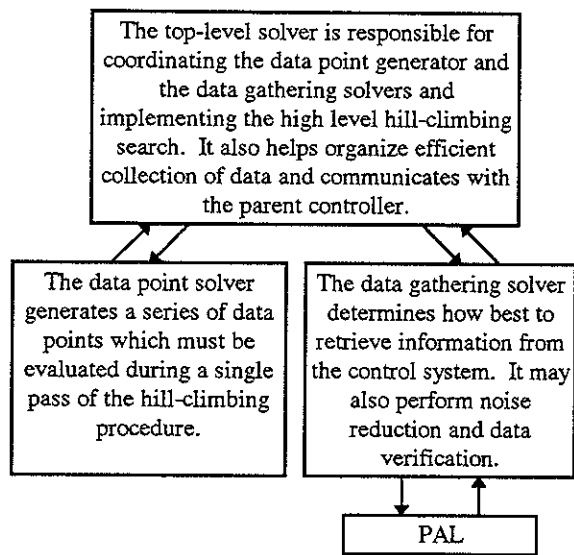 The top-level solver is responsible for
coordinating the data point generator and
the data gathering solvers and
implementing the high level hill-climbing
search. It also helps organize efficient
collection of data and communicates with
the parent controller.
The data point solver
generates a series of data
points which must be
evaluated during a single
pass of the hill-climbing
procedure.
The data gathering solver
determines how best to
retrieve information from
the control system. It may
also perform noise
reduction and data
verification.
PAL